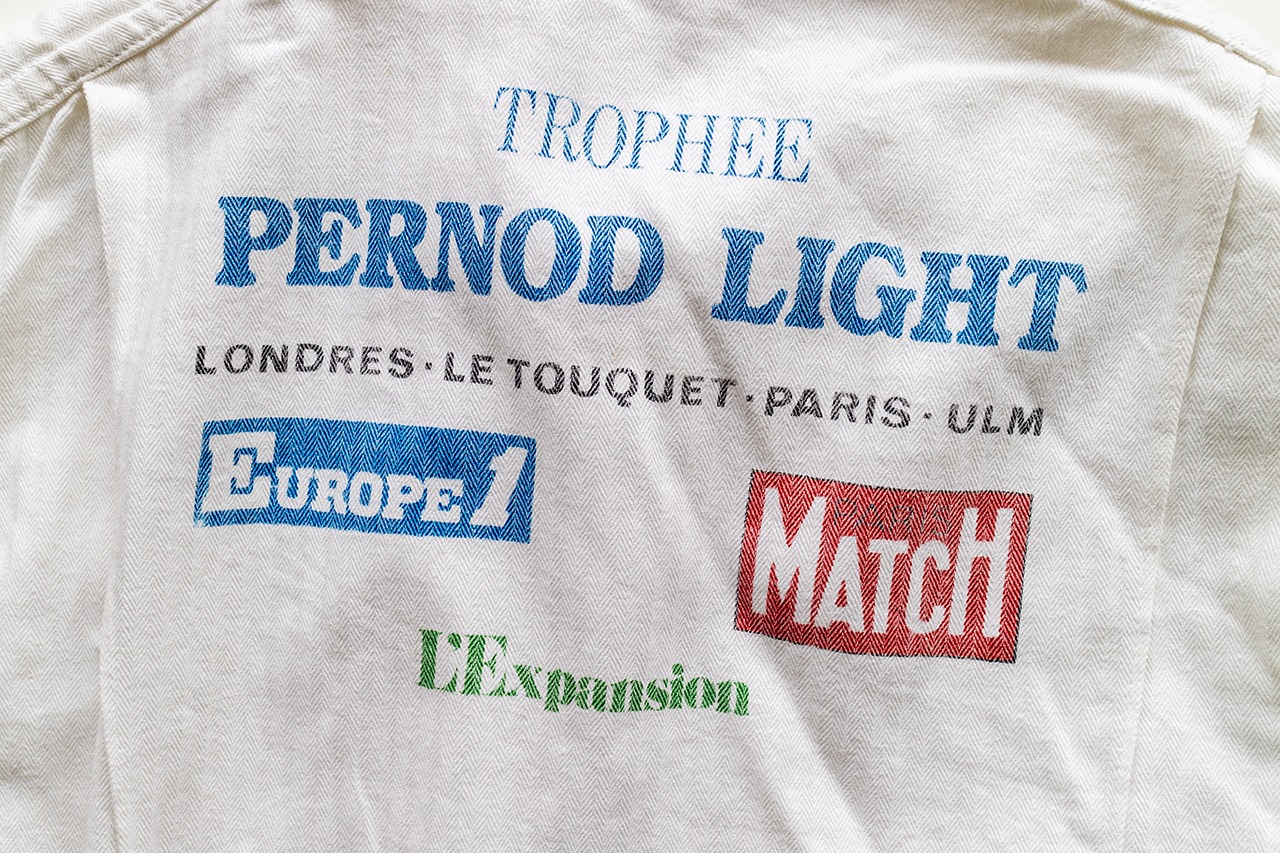 TROPHEE
PERNOD LIGHT
LONDRES · LE TOUQUET · PARIS · ULM
EUROPE 1
PARIS
MATCH
L'Expansion